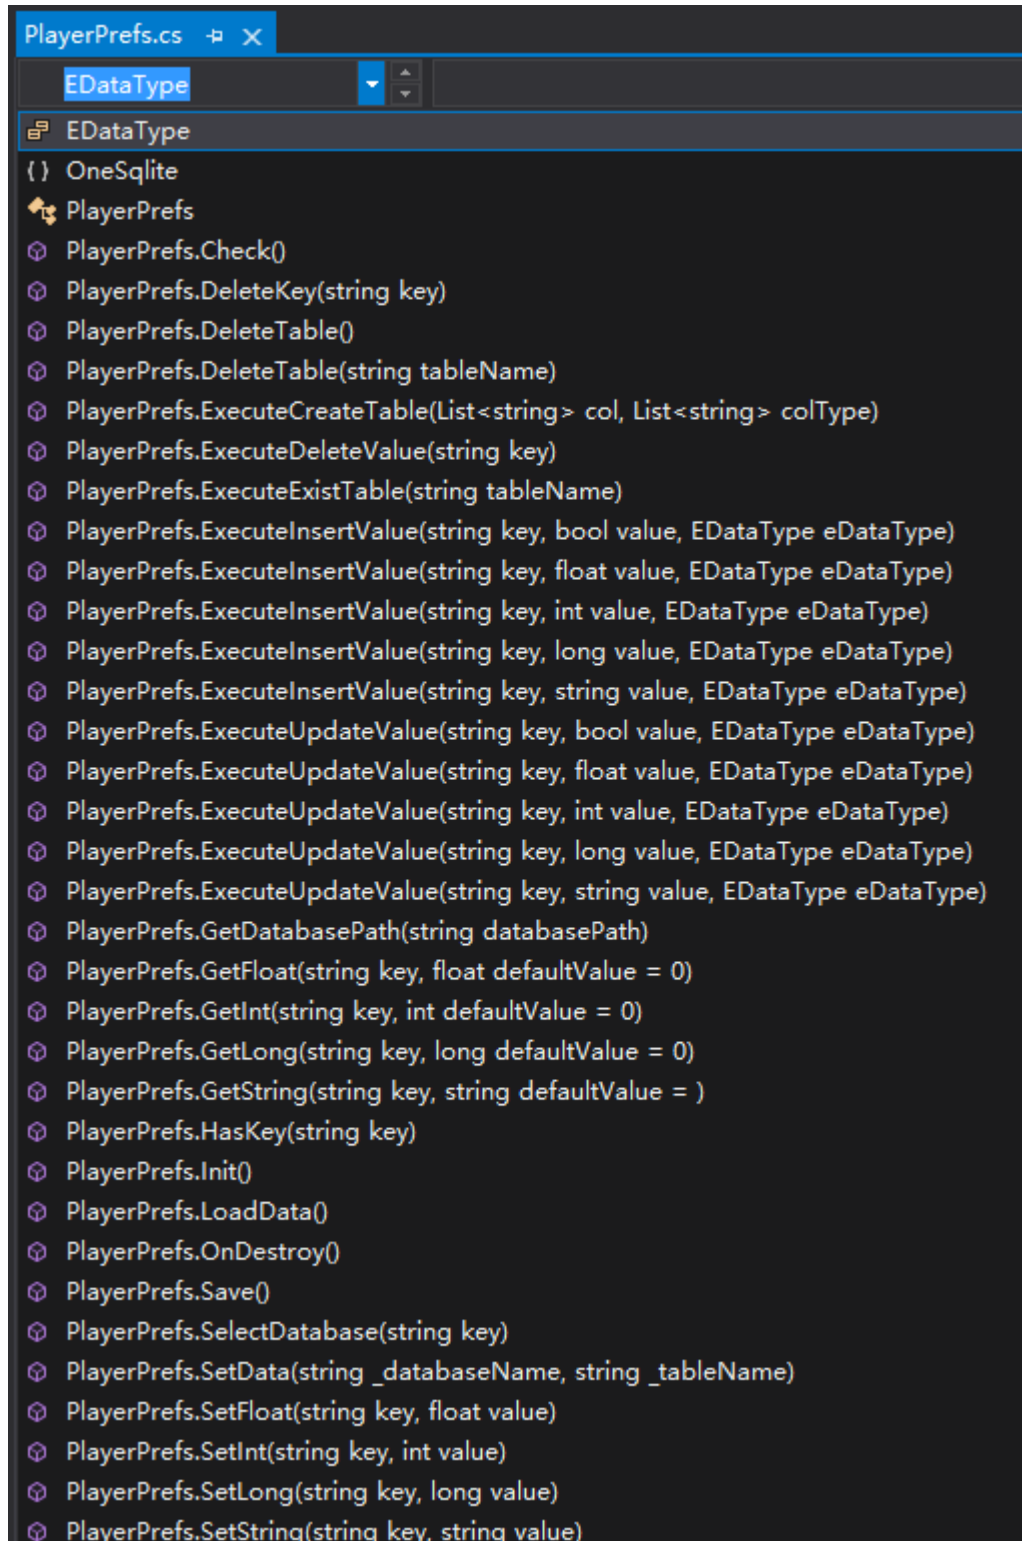 PlayerPrefs.cs
EDataType
EDataType
{} OneSqlite
PlayerPrefs
PlayerPrefs.Check()
PlayerPrefs.DeleteKey(string key)
PlayerPrefs.DeleteTable()
PlayerPrefs.DeleteTable(string tableName)
PlayerPrefs.ExecuteCreateTable(List<string> col, List<string> colType)
PlayerPrefs.ExecuteDeleteValue(string key)
PlayerPrefs.ExecuteExistTable(string tableName)
PlayerPrefs.ExecuteInsertValue(string key, bool value, EDataType eDataType)
PlayerPrefs.ExecuteInsertValue(string key, float value, EDataType eDataType)
PlayerPrefs.ExecuteInsertValue(string key, int value, EDataType eDataType)
PlayerPrefs.ExecuteInsertValue(string key, long value, EDataType eDataType)
PlayerPrefs.ExecuteInsertValue(string key, string value, EDataType eDataType)
PlayerPrefs.ExecuteUpdateValue(string key, bool value, EDataType eDataType)
PlayerPrefs.ExecuteUpdateValue(string key, float value, EDataType eDataType)
PlayerPrefs.ExecuteUpdateValue(string key, int value, EDataType eDataType)
PlayerPrefs.ExecuteUpdateValue(string key, long value, EDataType eDataType)
PlayerPrefs.ExecuteUpdateValue(string key, string value, EDataType eDataType)
PlayerPrefs.GetDatabasePath(string databasePath)
PlayerPrefs.GetFloat(string key, float defaultValue = 0)
PlayerPrefs.GetInt(string key, int defaultValue = 0)
PlayerPrefs.GetLong(string key, long defaultValue = 0)
PlayerPrefs.GetString(string key, string defaultValue = )
PlayerPrefs.HasKey(string key)
PlayerPrefs.Init()
PlayerPrefs.LoadData()
PlayerPrefs.OnDestroy()
PlayerPrefs.Save()
PlayerPrefs.SelectDatabase(string key)
PlayerPrefs.SetData(string _databaseName, string _tableName)
PlayerPrefs.SetFloat(string key, float value)
PlayerPrefs.SetInt(string key, int value)
PlayerPrefs.SetLong(string key, long value)
PlayerPrefs.SetString(string key, string value)